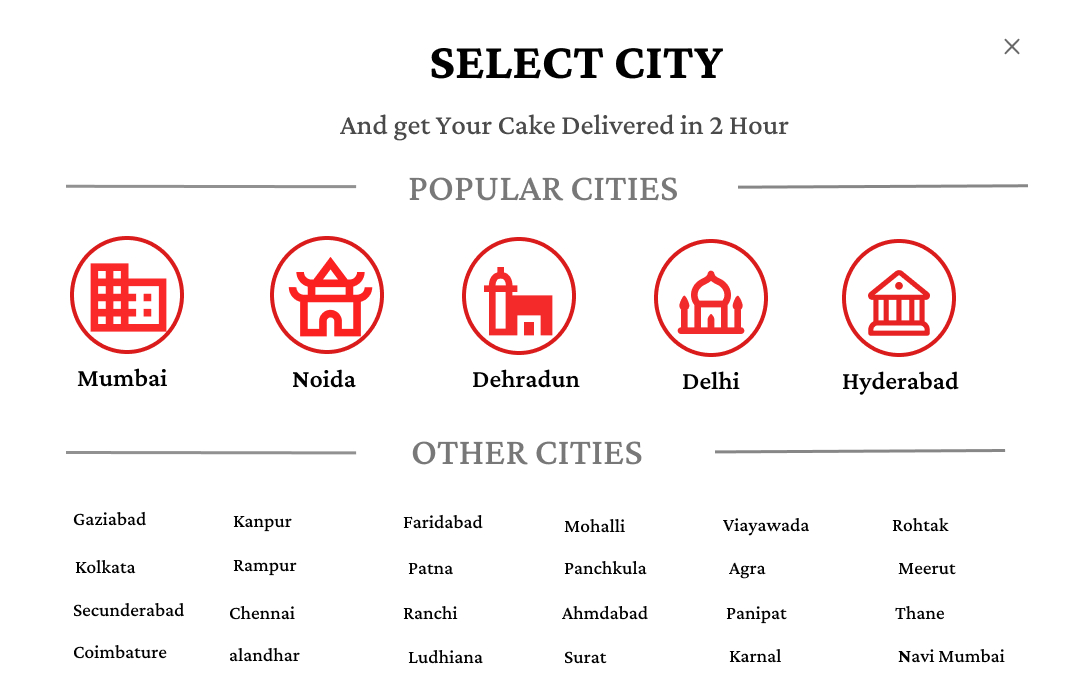 SELECT CITY
And get Your Cake Delivered in 2 Hour
POPULAR CITIES
Mumbai Noida Dehradun Delhi Hyderabad
OTHER CITIES
Gaziabad Kanpur Faridabad Mohalli Viayawada Rohtak
Kolkata Rampur Patna Panchkula Agra Meerut
Secunderabad Chennai Ranchi Ahmdabad Panipat Thane
Coimbature alandhar Ludhiana Surat Karnal Navi Mumbai